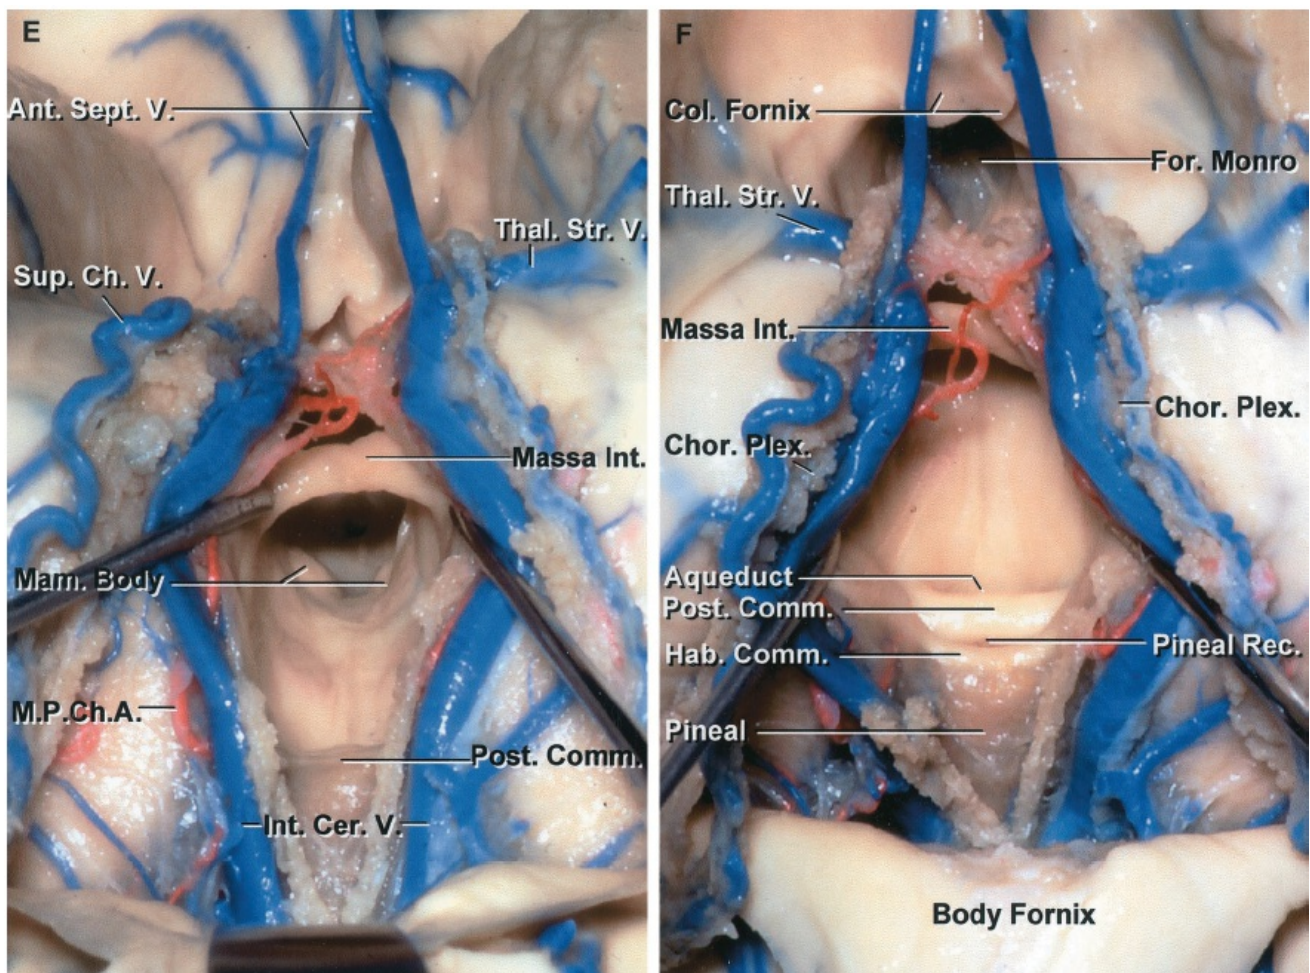 E
Ant. Sept. V.
Thal. Str. V.
Sup. Ch. V.
Massa Int.
Mam. Body
M.P.Ch.A.
Post. Comm.
Int. Cer. V.
F
Col. Fornix
For. Monro
Thal. Str. V.
Massa Int.
Chor. Plex.
Chor. Plex.
Aqueduct
Post. Comm.
Pineal Rec.
Hab. Comm.
Pineal
Body Fornix